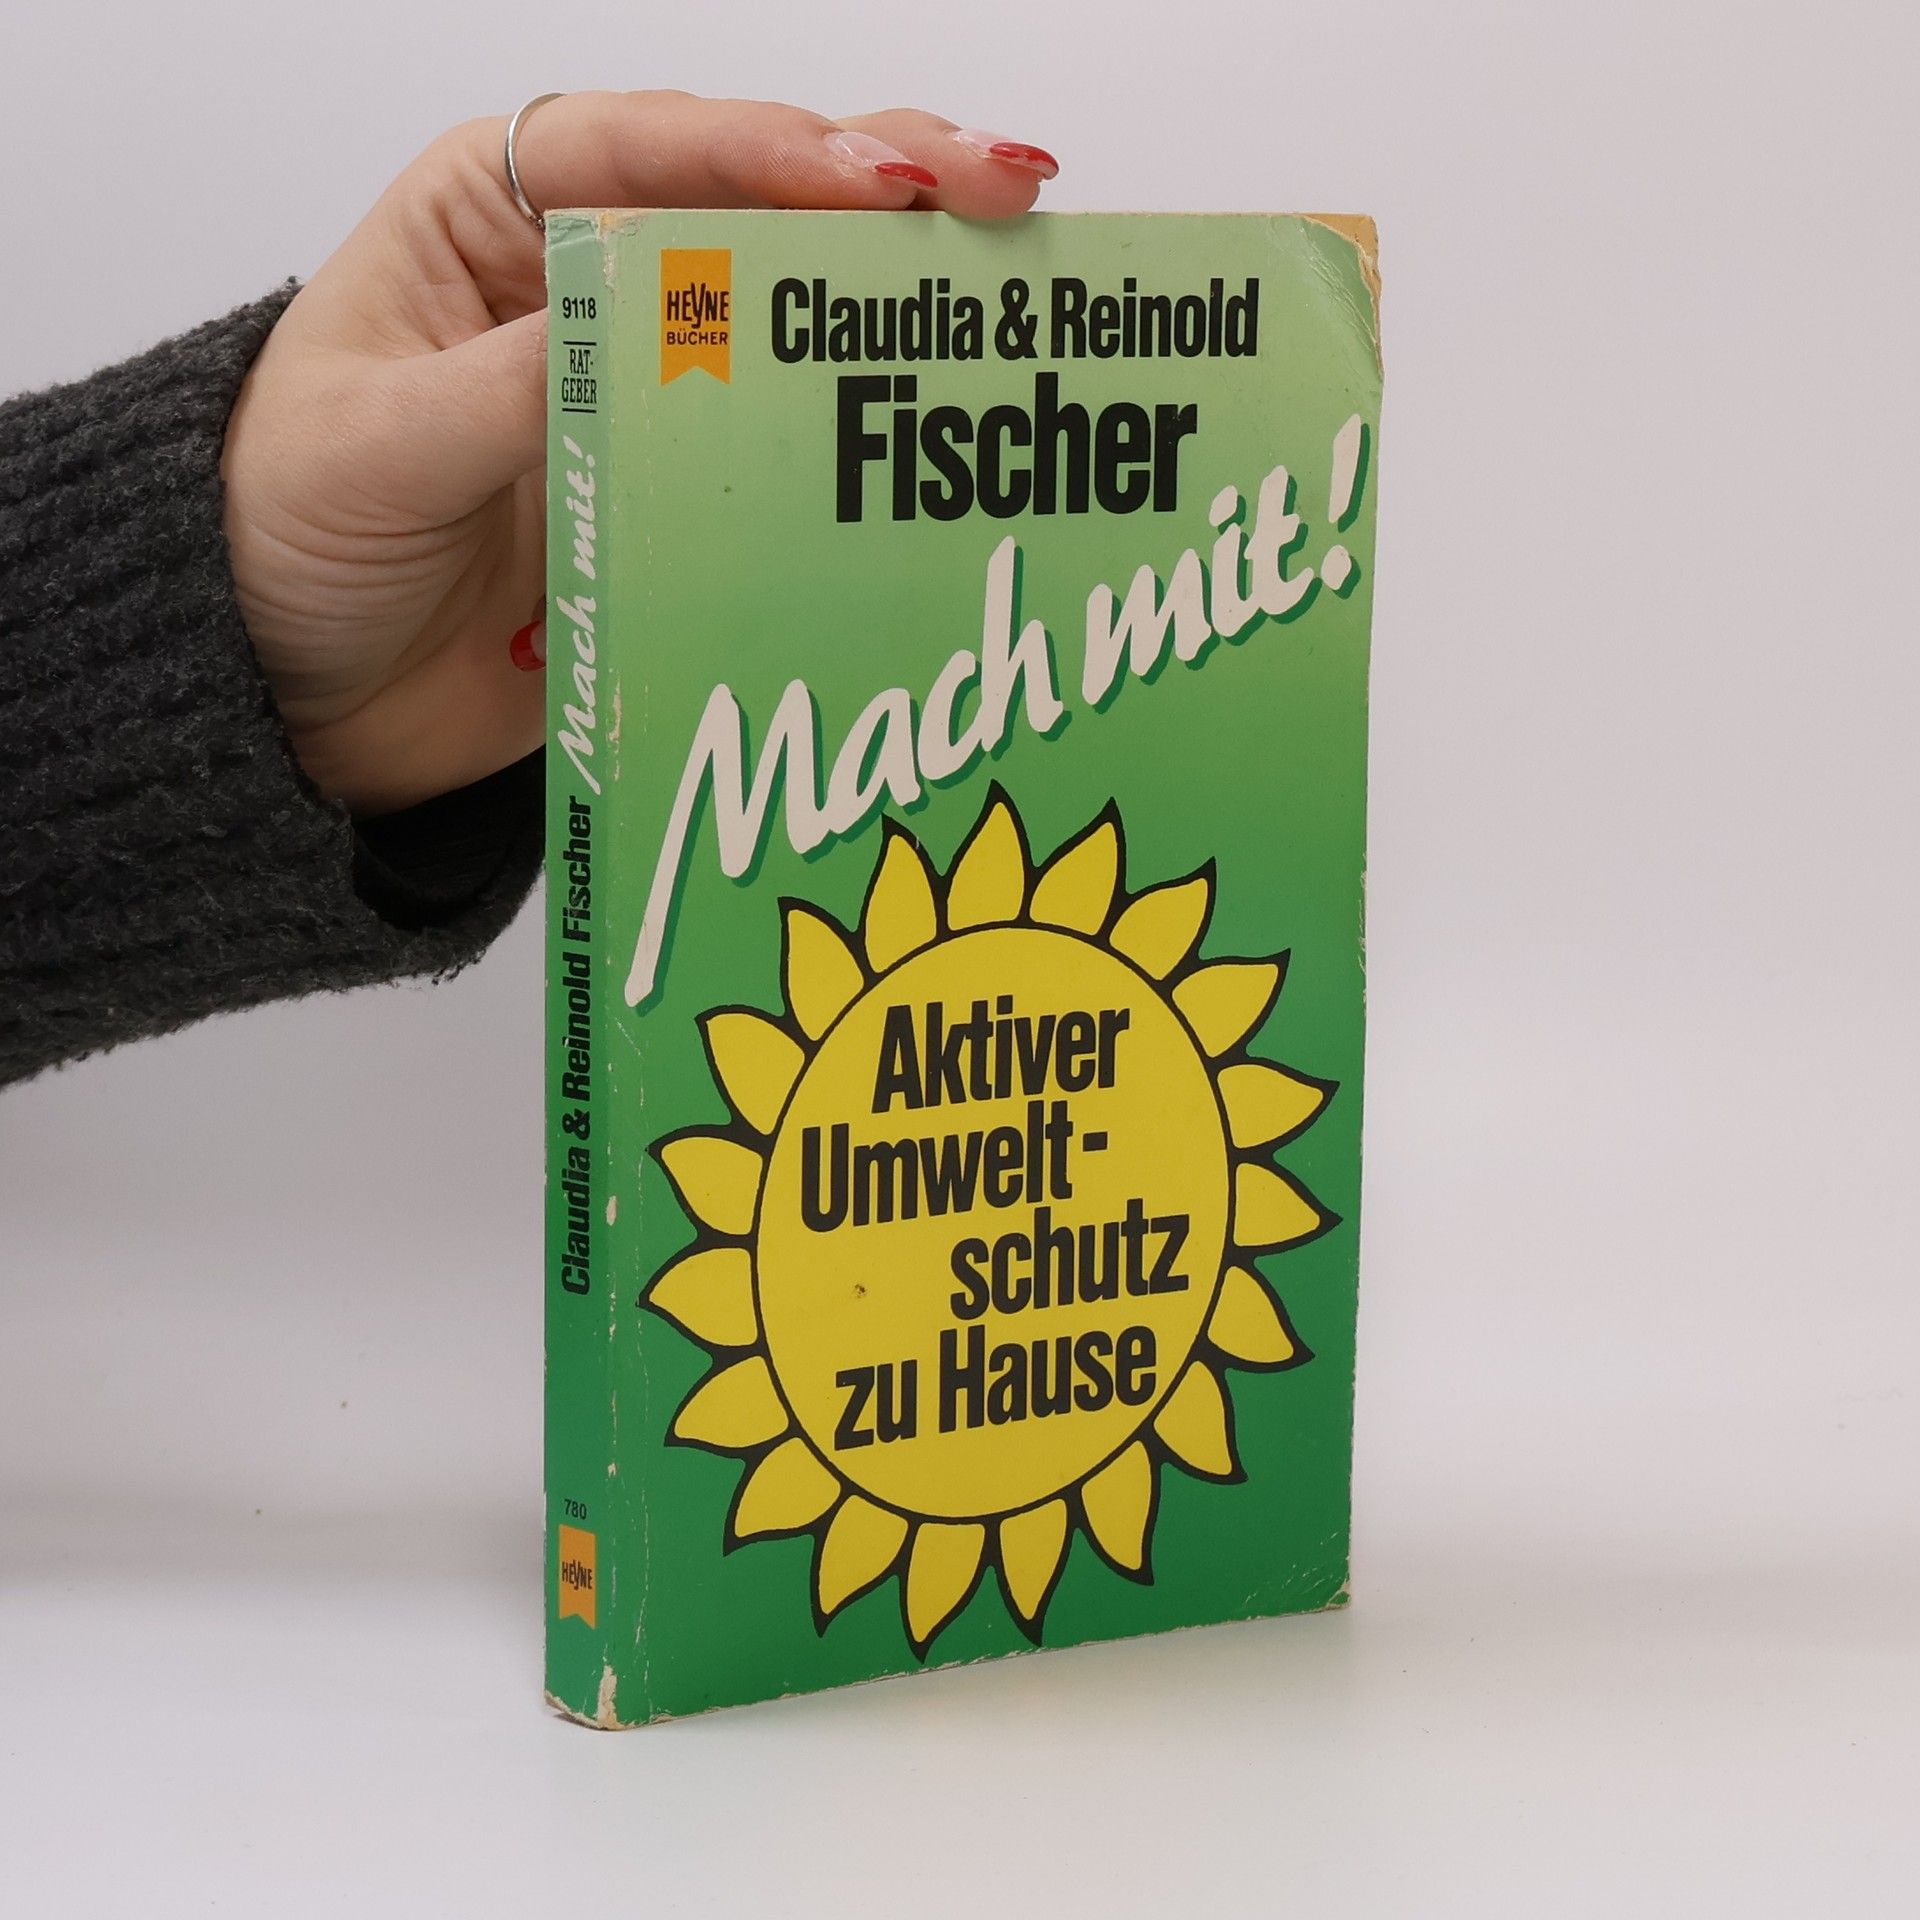 9118
RAT-
GEBER
Mach mit!
Claudia & Reinold Fischer
780
HEYNE
HEYNE
BÜCHER
Claudia & Reinold
Fischer
Mach mit!
Aktiver
Umwelt-
schutz
zu Hause